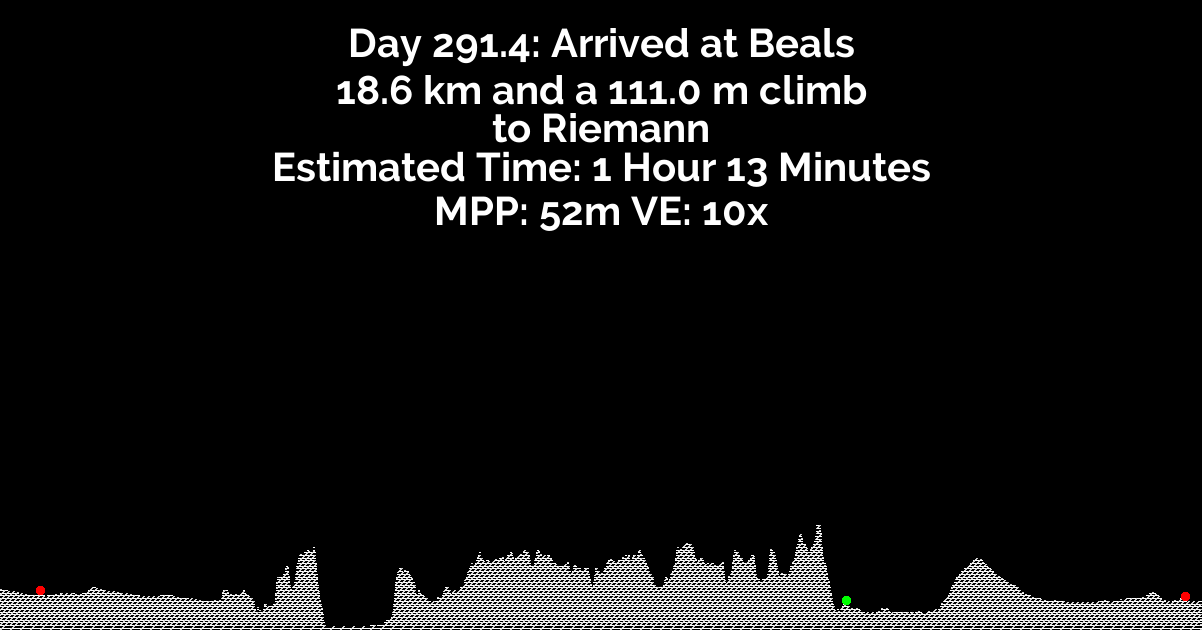 Day 291.4: Arrived at Beals
18.6 km and a 111.0 m climb
to Riemann
Estimated Time: 1 Hour 13 Minutes
MPP: 52m VE: 10x